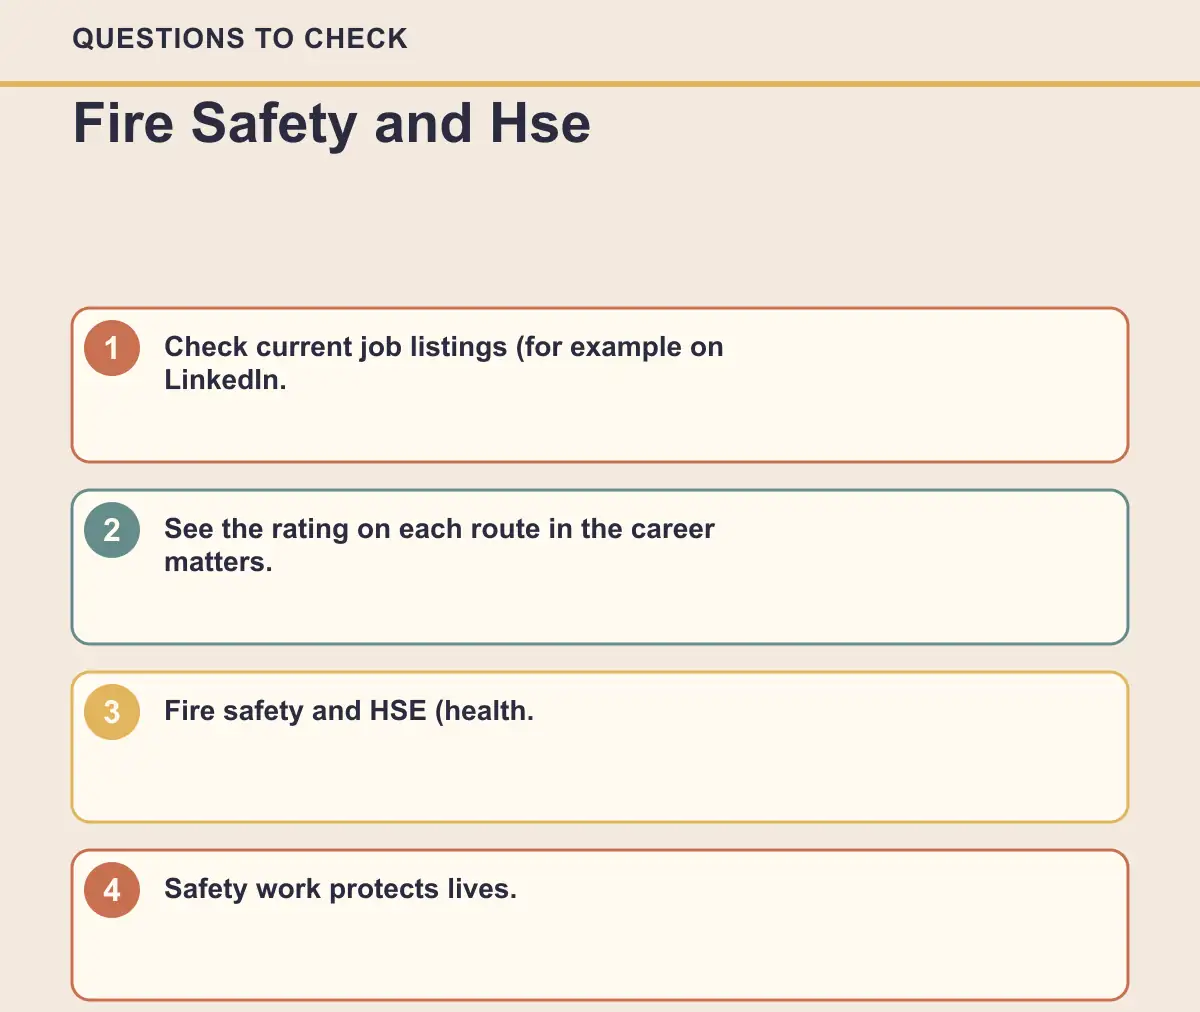 QUESTIONS TO CHECK
Fire Safety and Hse
1
Check current job listings (for example on
LinkedIn.
2
See the rating on each route in the career
matters.
3
Fire safety and HSE (health.
4
Safety work protects lives.